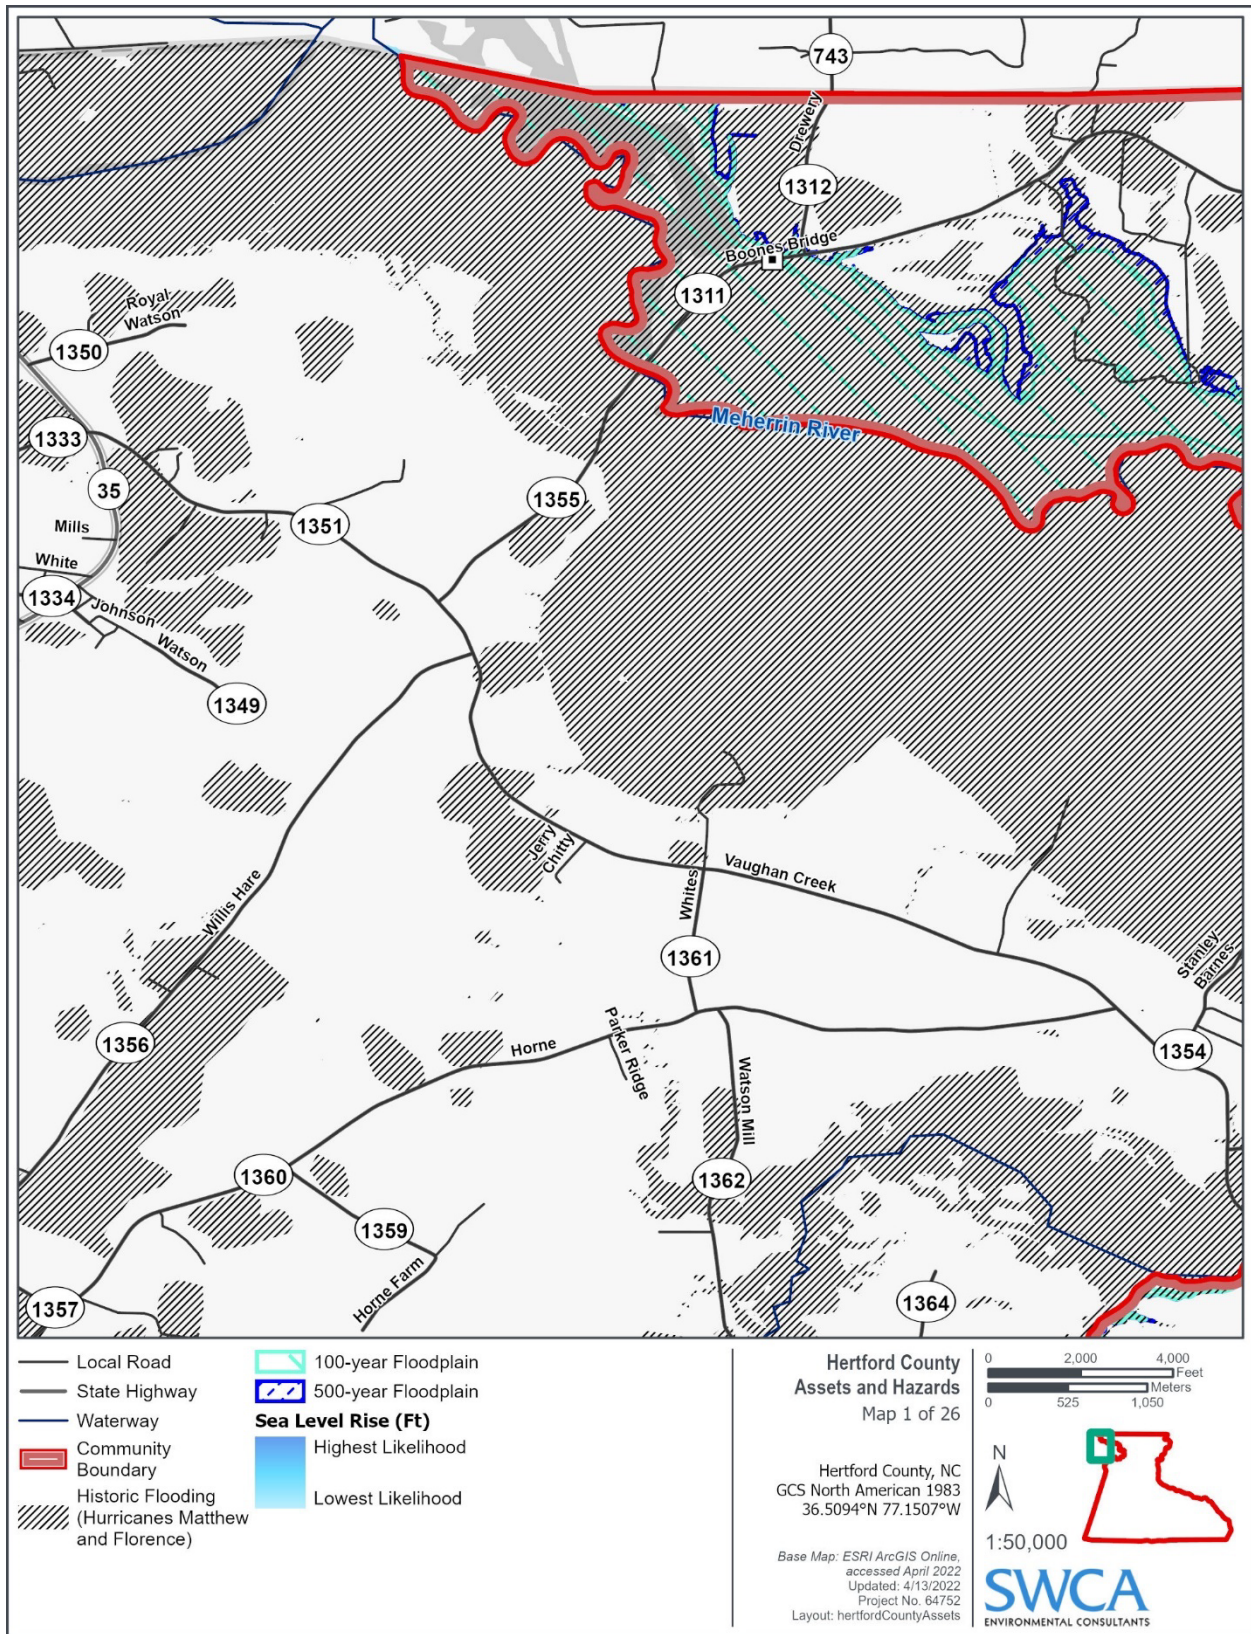 743
Drewery
1312
Boones Bridge
1311
Royal
Watson
1350
Meherrin River
1333
35
1355
1351
Mills
White
1334
Johnson Watson
1349
Jerry
Chitty
Vaughan Creek
Whites
Willis Hare
1361
Stanley
Barnes
1356
Parker Ridge
Horne
1354
Watson Mill
1360
1362
1359
Horne Farm
1357
1364
Local Road
State Highway
Waterway
Community
Boundary
Historic Flooding
(Hurricanes Matthew
and Florence)
100-year Floodplain
500-year Floodplain
Sea Level Rise (Ft)
Highest Likelihood
Lowest Likelihood
Hertford County
Assets and Hazards
Map 1 of 26
Hertford County, NC
GCS North American 1983
36.5094°N 77.1507°W
Base Map: ESRI ArcGIS Online,
accessed April 2022
Updated: 4/13/2022
Project No. 64752
Layout: hertfordCountyAssets
0 2,000 4,000
Feet
Meters
0 525 1,050
N
1:50,000
SWCA
ENVIRONMENTAL CONSULTANTS